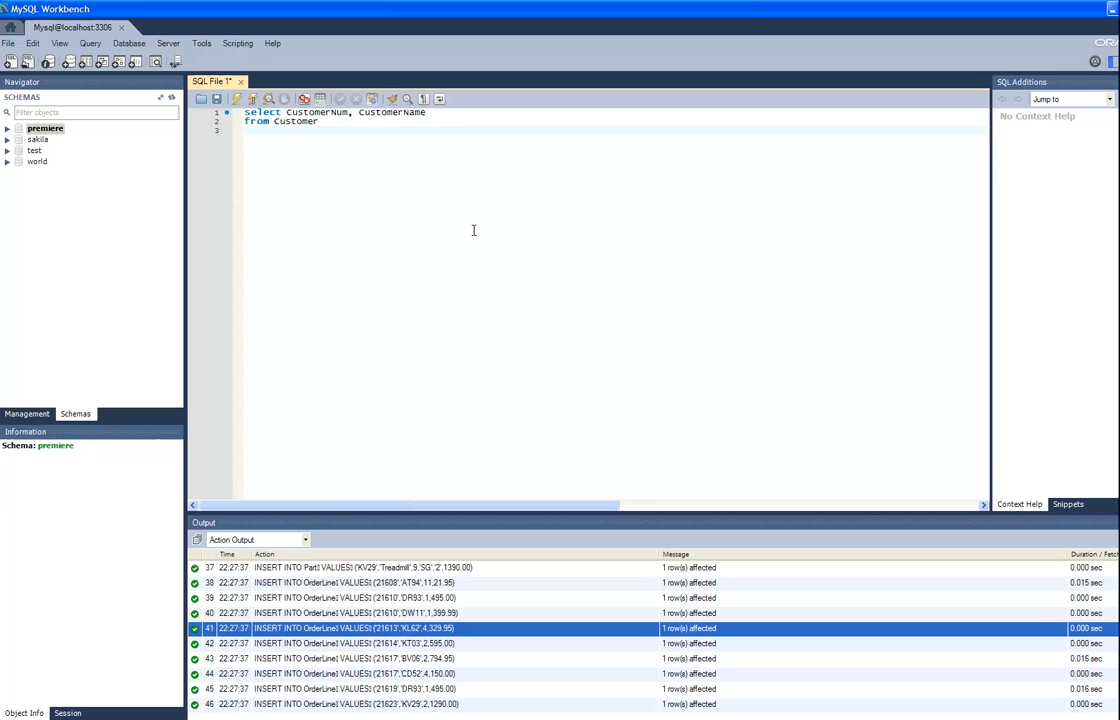 MySQL Workbench
Mysql@localhost:3306
File Edit View Query Database Server Tools Scripting Help
Navigator
SCHEMAS
Filter objects
premiere
sakila
test
world
Management Schemas
Information
Schema: premiere
Object Info Session
SQL File 1*
1 select CustomerNum, CustomerName
2 from Customer
3
SQL Additions
Jump to
No Context Help
Context Help Snippets
Output
Action Output
Time Action Message Duration / Fetch
37 22:27:37 INSERT INTO Part VALUES ('KV29','Treadmill',9,'SG','2',1390.00) 1 row(s) affected 0.000 sec
38 22:27:37 INSERT INTO OrderLine VALUES ('21608','AT94',11,21.95) 1 row(s) affected 0.015 sec
39 22:27:37 INSERT INTO OrderLine VALUES ('21610','DR93',1,495.00) 1 row(s) affected 0.000 sec
40 22:27:37 INSERT INTO OrderLine VALUES ('21610','DW11',1,399.99) 1 row(s) affected 0.000 sec
41 22:27:37 INSERT INTO OrderLine VALUES ('21613','KL62',4,329.95) 1 row(s) affected 0.000 sec
42 22:27:37 INSERT INTO OrderLine VALUES ('21614','KT03',2,595.00) 1 row(s) affected 0.000 sec
43 22:27:37 INSERT INTO OrderLine VALUES ('21617','BV06',2,794.95) 1 row(s) affected 0.016 sec
44 22:27:37 INSERT INTO OrderLine VALUES ('21617','CD52',4,150.00) 1 row(s) affected 0.000 sec
45 22:27:37 INSERT INTO OrderLine VALUES ('21619','DR93',1,495.00) 1 row(s) affected 0.016 sec
46 22:27:37 INSERT INTO OrderLine VALUES ('21623','KV29',2,1290.00) 1 row(s) affected 0.000 sec